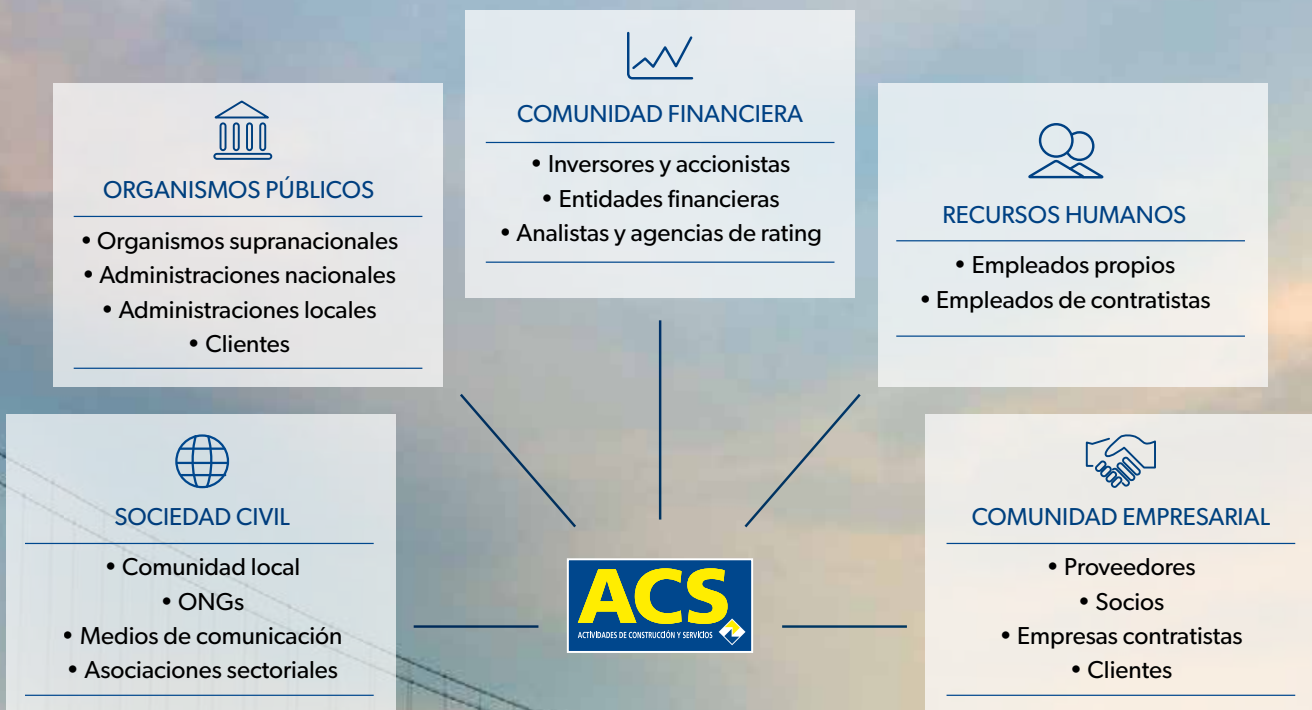 COMUNIDAD FINANCIERA
• Inversores y accionistas
• Entidades financieras
• Analistas y agencias de rating
ORGANISMOS PÚBLICOS
• Organismos supranacionales
• Administraciones nacionales
• Administraciones locales
• Clientes
RECURSOS HUMANOS
• Empleados propios
• Empleados de contratistas
SOCIEDAD CIVIL
• Comunidad local
• ONGs
• Medios de comunicación
• Asociaciones sectoriales
ACS
ACTIVIDADES DE CONSTRUCCIÓN Y SERVICIOS
COMUNIDAD EMPRESARIAL
• Proveedores
• Socios
• Empresas contratistas
• Clientes